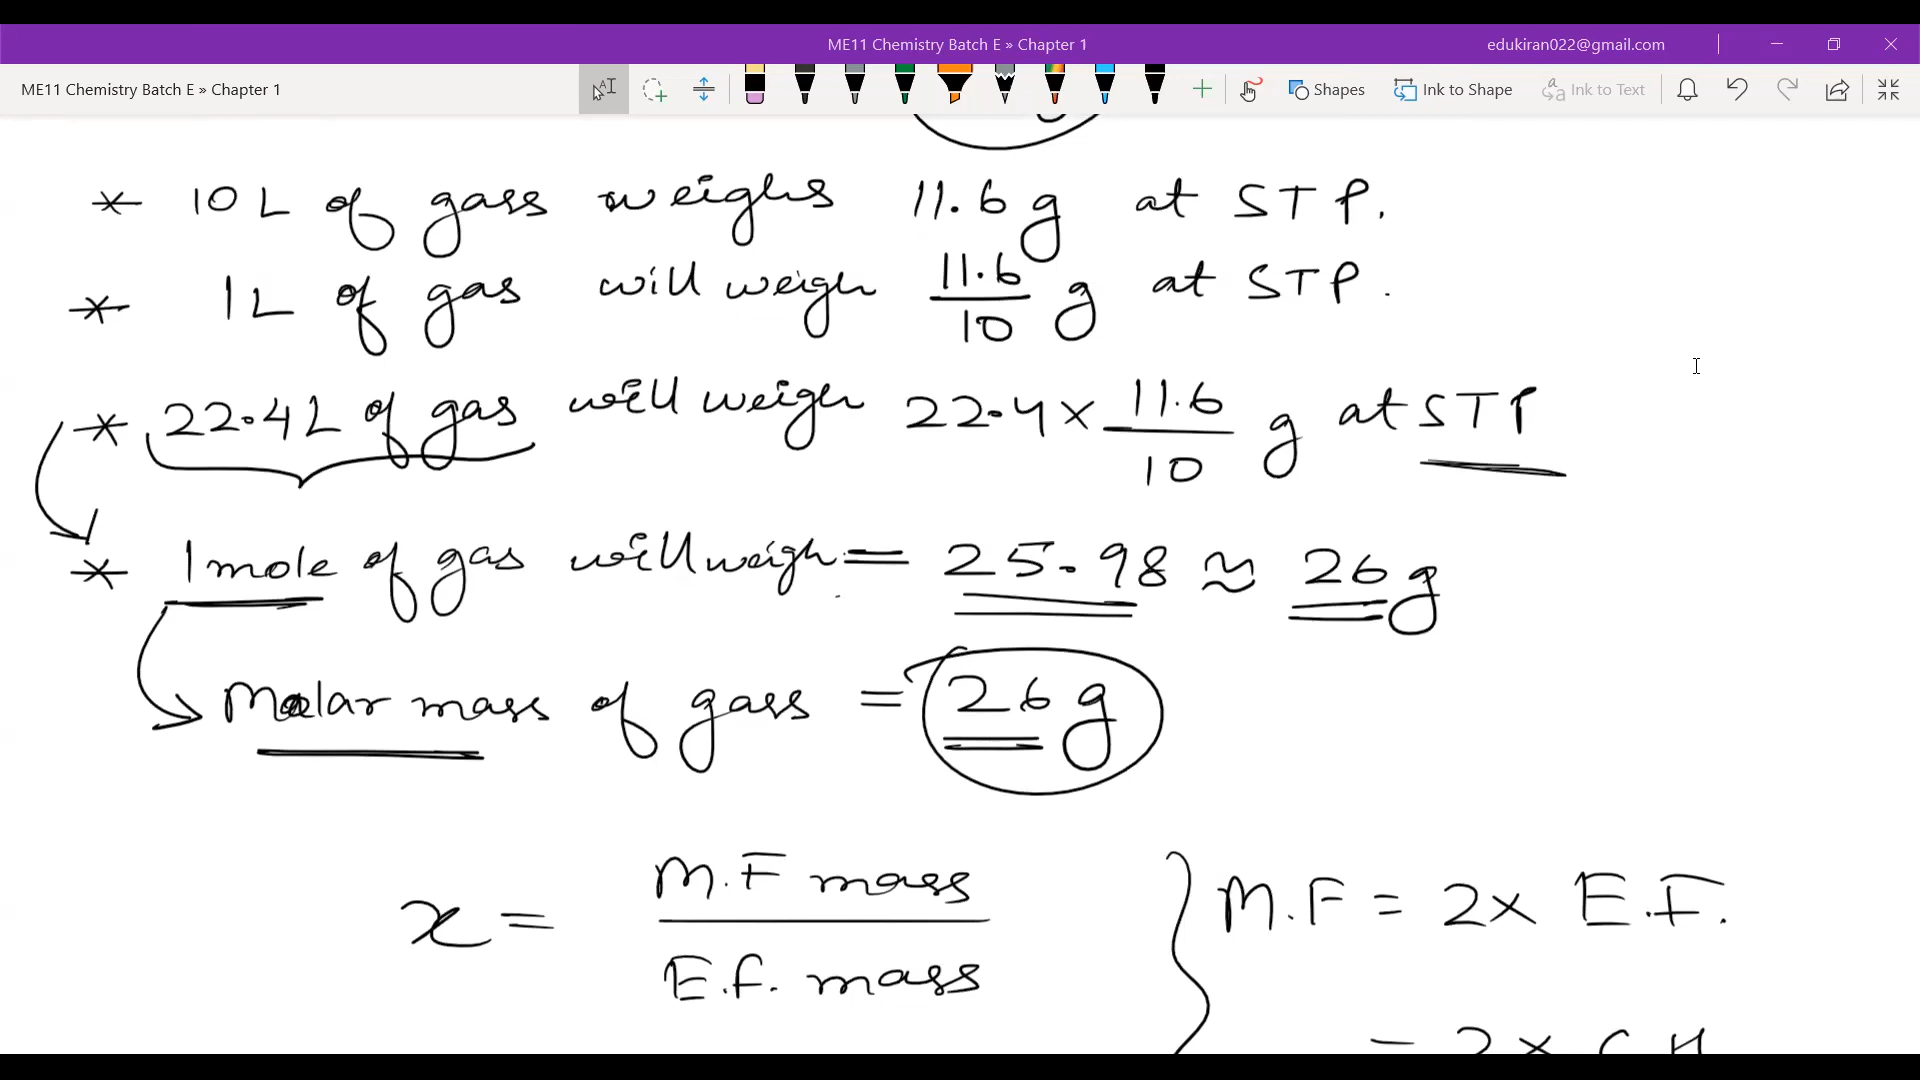 ME11 Chemistry Batch E » Chapter 1
edukiran022@gmail.com
ME11 Chemistry Batch E » Chapter 1
Shapes
Ink to Shape
Ink to Text
* 10 L of gass weighs 11.6 g at STP.
* 1L of gas will weigh 11.6/10 g at STP.
* 22.4L of gas will weigh 22.4 × 11.6/10 g at STP
* 1 mole of gas will weigh = 25.98 ≈ 26 g
Molar mass of gass = 26 g
x = M.F mass / E.f. mass
M.F = 2 x E.F.
= 2 x C H